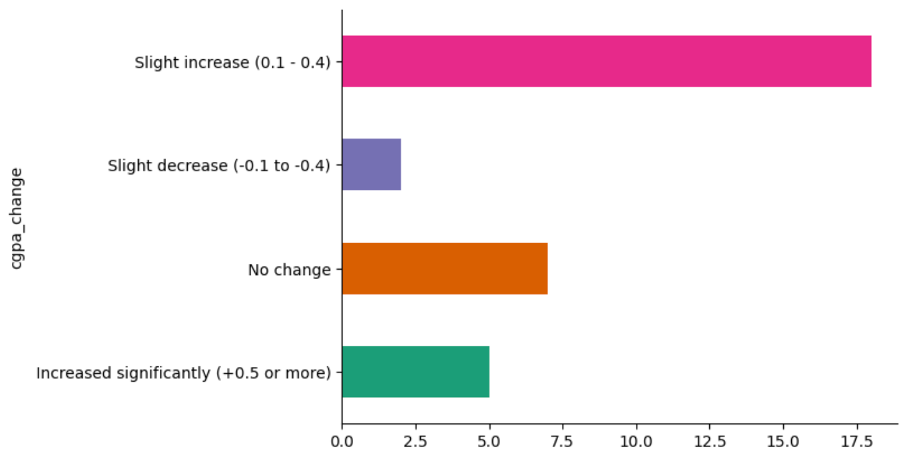 Slight increase (0.1 - 0.4)
Slight decrease (-0.1 to -0.4)
cgpa_change
No change
Increased significantly (+0.5 or more)
0.0 2.5 5.0 7.5 10.0 12.5 15.0 17.5